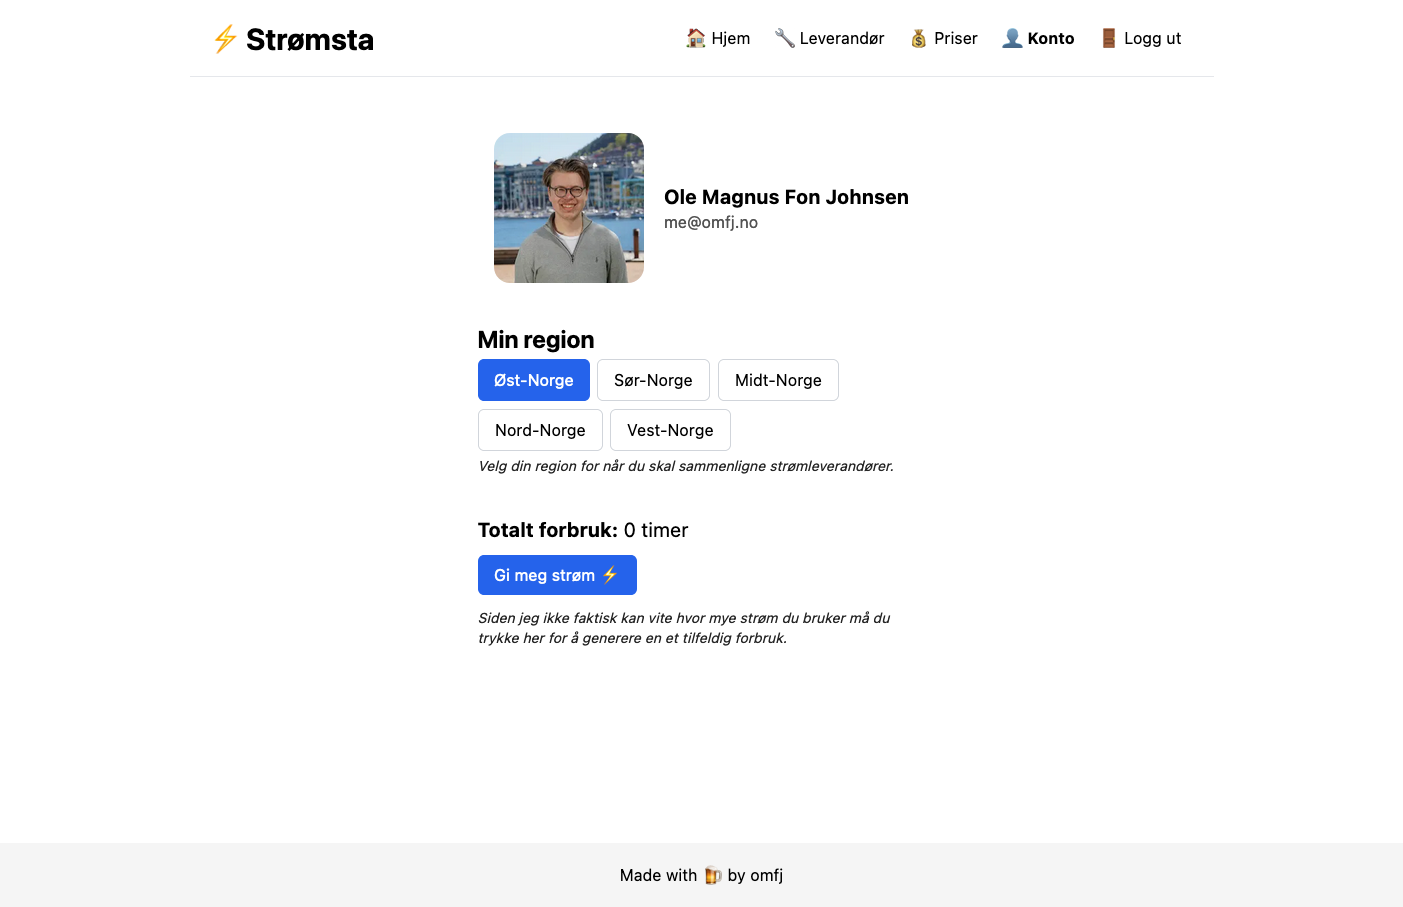 ⚡ Strømsta
🏠 Hjem 🔧 Leverandør 💰 Priser 👤 Konto 🚪 Logg ut
Ole Magnus Fon Johnsen
me@omfj.no
Min region
Øst-Norge Sør-Norge Midt-Norge
Nord-Norge Vest-Norge
Velg din region for når du skal sammenligne strømleverandører.
Totalt forbruk: 0 timer
Gi meg strøm ⚡
Siden jeg ikke faktisk kan vite hvor mye strøm du bruker må du
trykke her for å generere en et tilfeldig forbruk.
Made with 🍺 by omfj